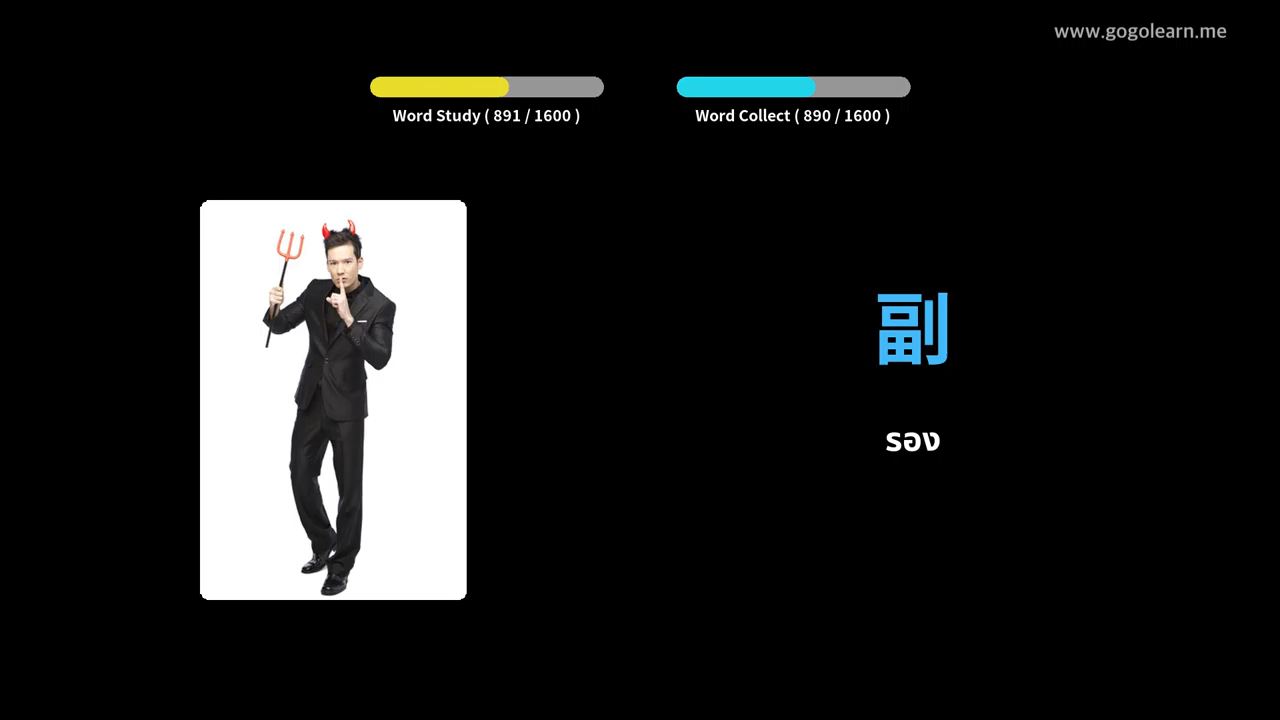 www.gogolearn.me
Word Study ( 891 / 1600 )
Word Collect ( 890 / 1600 )
副
รอง